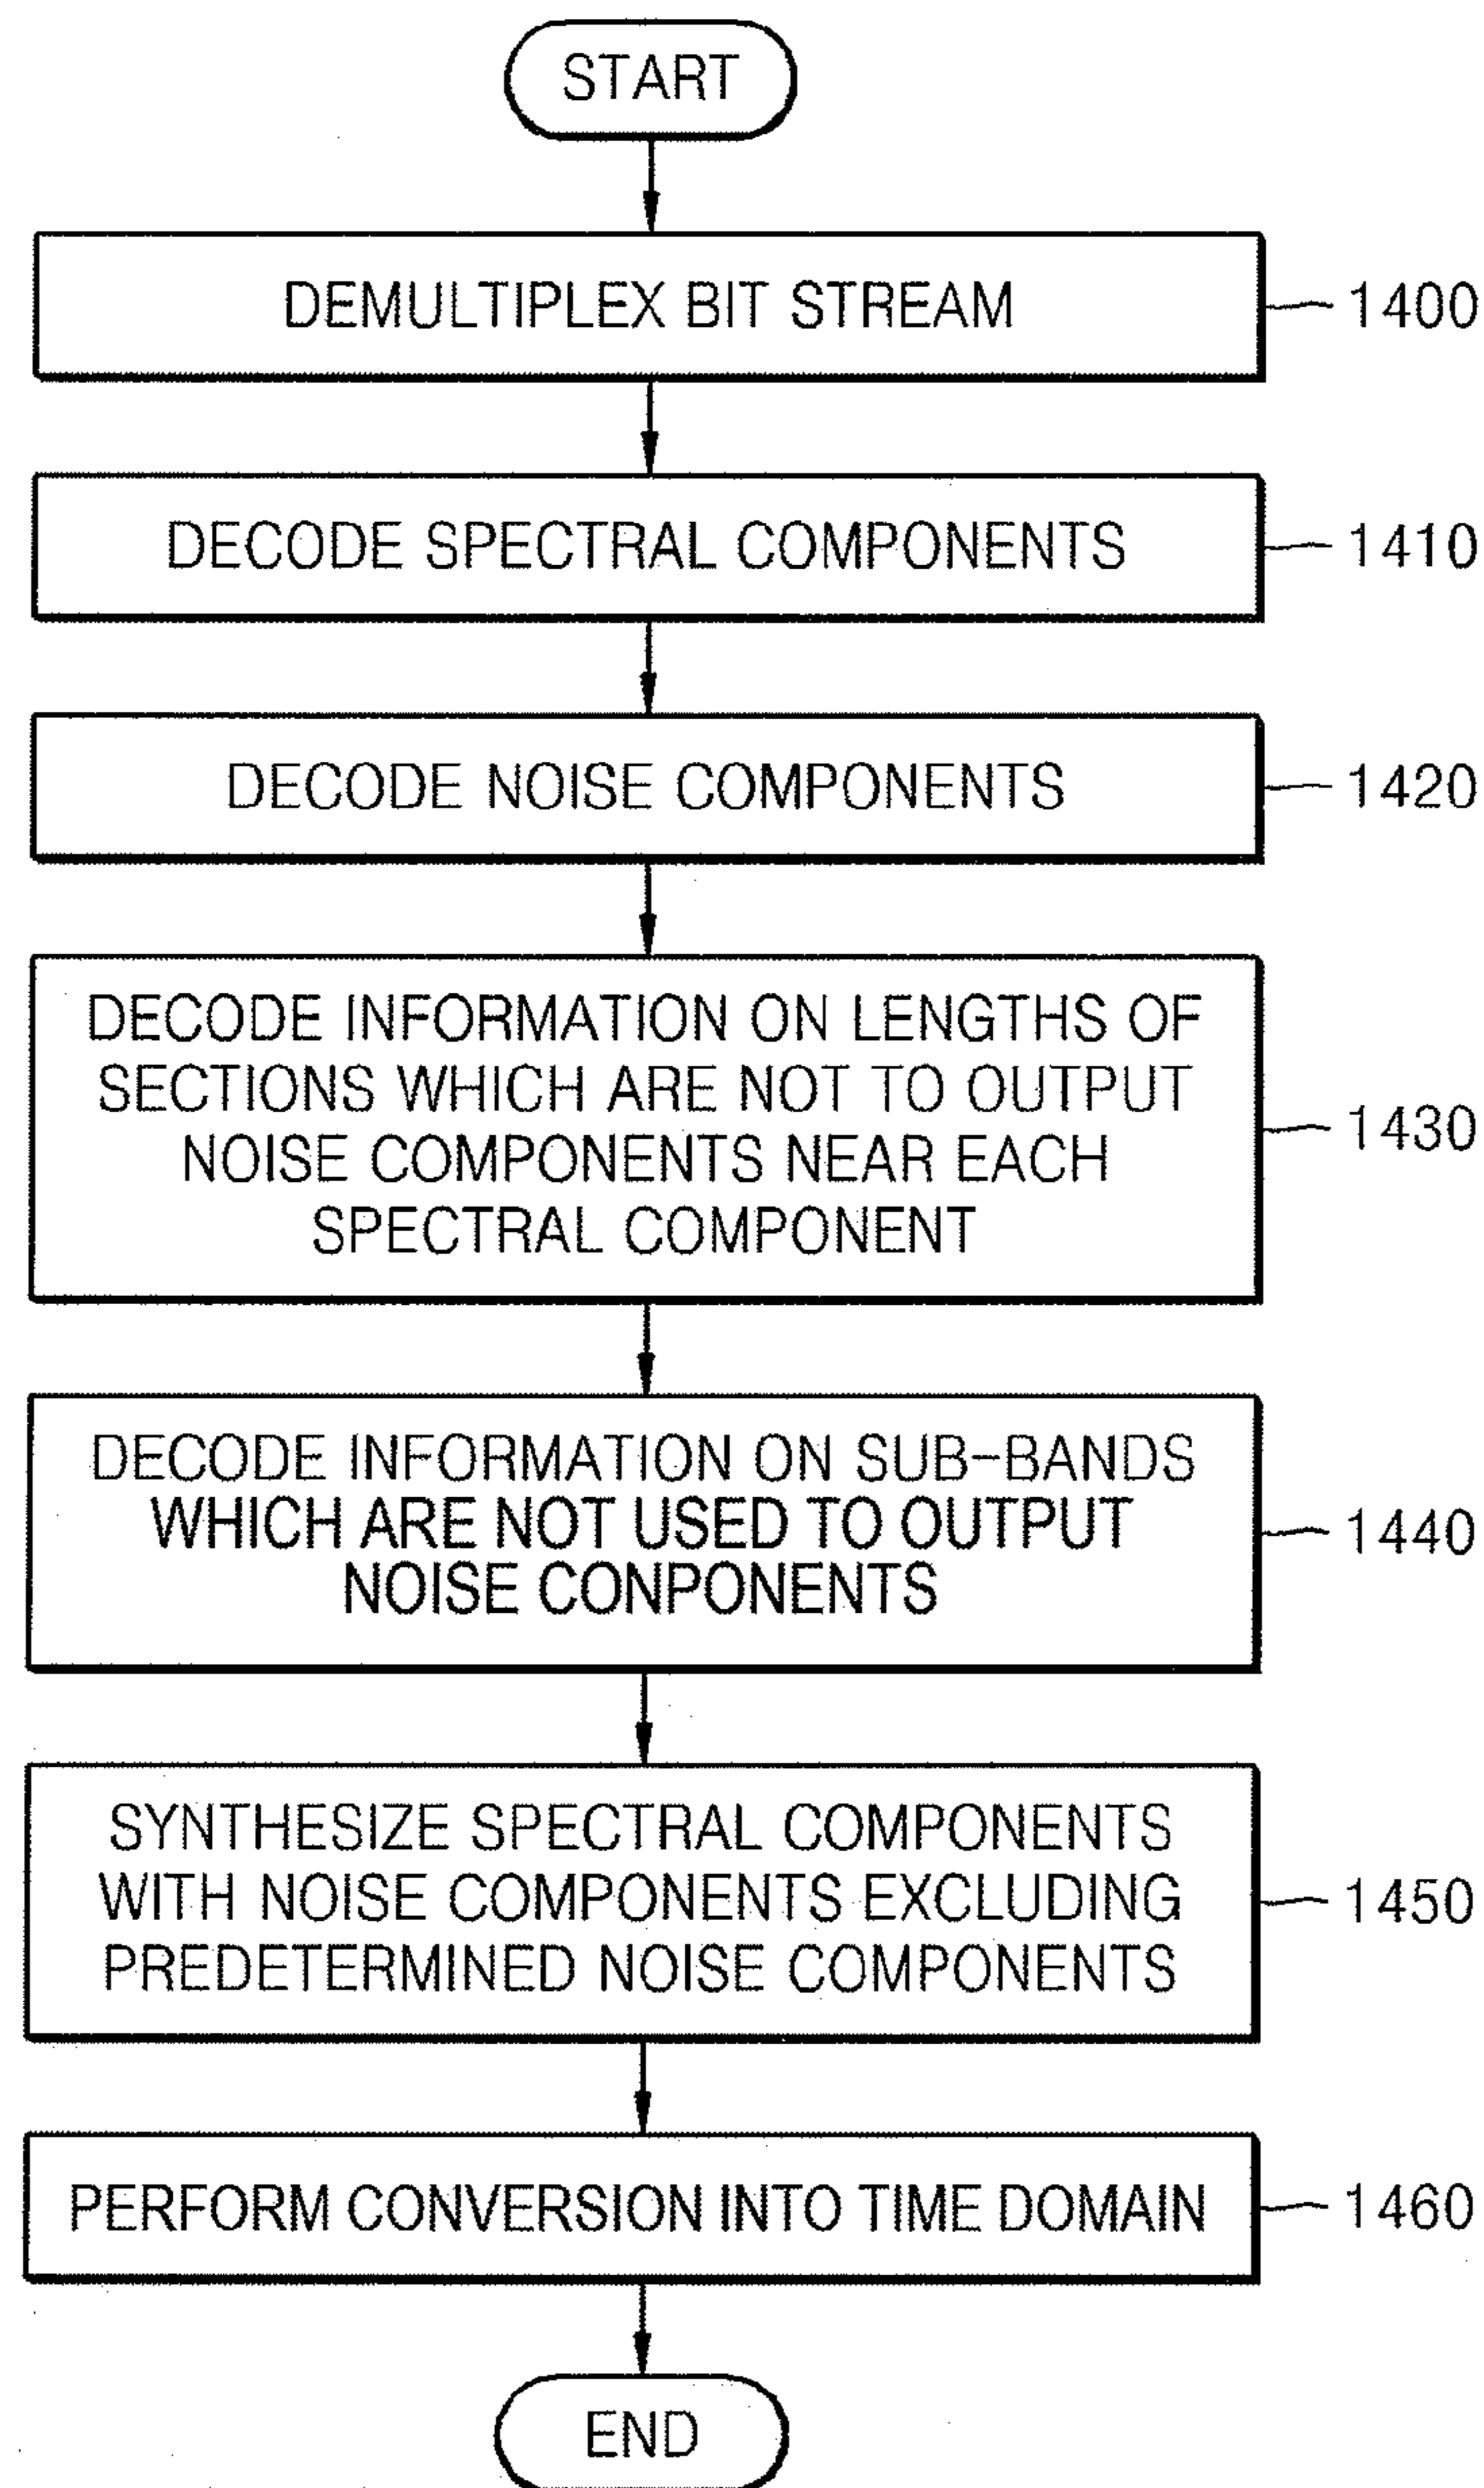 START
DEMULTIPLEX BIT STREAM
1400
DECODE SPECTRAL COMPONENTS
1410
DECODE NOISE COMPONENTS
1420
DECODE INFORMATION ON LENGTHS OF
SECTIONS WHICH ARE NOT TO OUTPUT
NOISE COMPONENTS NEAR EACH
SPECTRAL COMPONENT
1430
DECODE INFORMATION ON SUB-BANDS
WHICH ARE NOT USED TO OUTPUT
NOISE CONPONENTS
1440
SYNTHESIZE SPECTRAL COMPONENTS
WITH NOISE COMPONENTS EXCLUDING
PREDETERMINED NOISE COMPONENTS
1450
PERFORM CONVERSION INTO TIME DOMAIN
1460
END